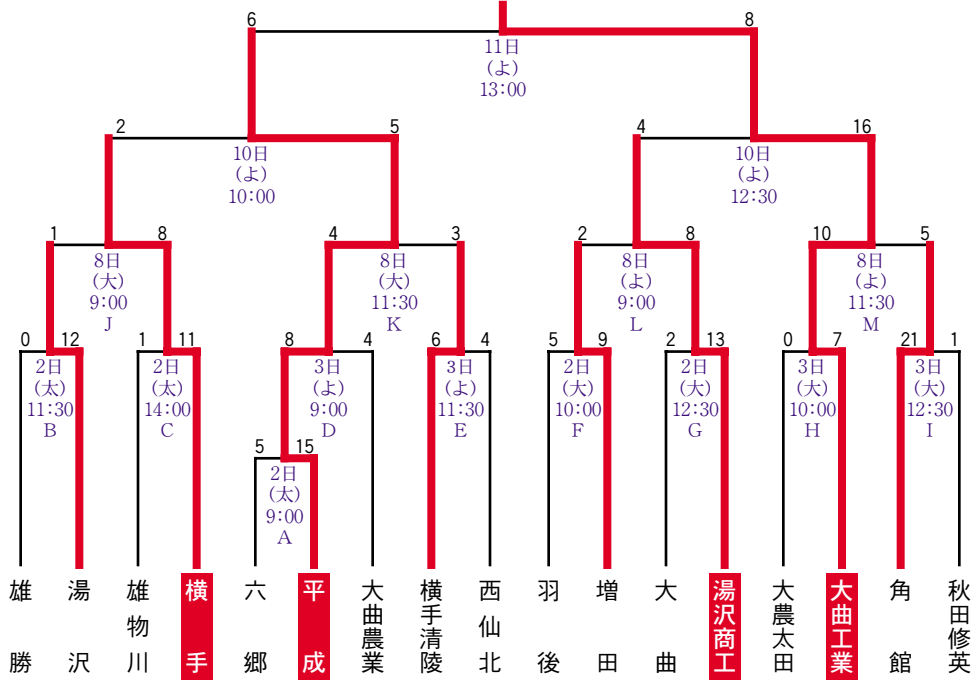 6
8
11日
(よ)
13:00
2
5
10日
(よ)
10:00
4
16
10日
(よ)
12:30
1
8
8日
(大)
9:00
J
4
3
8日
(大)
11:30
K
2
8
8日
(よ)
9:00
L
10
5
8日
(よ)
11:30
M
0
12
2日
(太)
11:30
B
1
11
2日
(太)
14:00
C
8
4
3日
(よ)
9:00
D
6
4
3日
(よ)
11:30
E
5
9
2日
(大)
10:00
F
2
13
2日
(大)
12:30
G
0
7
3日
(大)
10:00
H
21
1
3日
(大)
12:30
I
5
15
2日
(太)
9:00
A
雄勝
湯沢
雄物川
横手
六郷
平成
大曲農業
横手清陵
西仙北
羽後
増田
大曲
湯沢商工
大農太田
大曲工業
角館
秋田修英